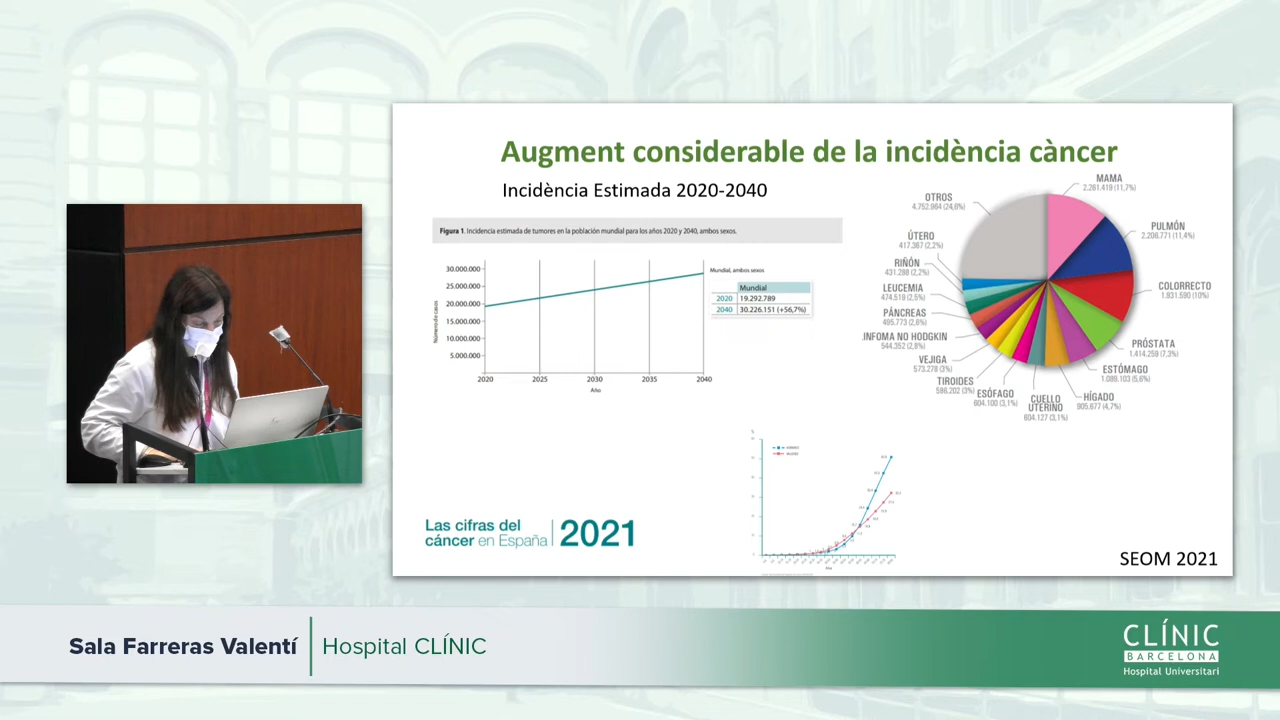 Augment considerable de la incidència càncer
Incidència Estimada 2020-2040
Figura 1. Incidencia estimada de tumores en la población mundial para los años 2020 y 2040, ambos sexos.
30.000.000
25.000.000
20.000.000
15.000.000
10.000.000
5.000.000
Número de casos
2020 2025 2030 2035 2040
Año
Mundial, ambos sexos
Mundial
2020 19.292.789
2040 30.226.151 (+56,7%)
MAMA
2.261.419 (11,7%)
PULMÓN
2.206.771 (11,4%)
COLORRECTO
1.931.590 (10%)
PRÓSTATA
1.414.259 (7,3%)
ESTÓMAGO
1.089.103 (5,6%)
HÍGADO
905.677 (4,7%)
CUELLO
UTERINO
604.127 (3,1%)
ESÓFAGO
604.100 (3,1%)
TIROIDES
586.202 (3%)
VEJIGA
573.278 (3%)
INFOMA NO HODGKIN
544.352 (2,8%)
PÁNCREAS
495.773 (2,6%)
LEUCEMIA
474.519 (2,5%)
RIÑÓN
431.288 (2,2%)
ÚTERO
417.367 (2,2%)
OTROS
4.752.964 (24,6%)
Las cifras del
cáncer en España 2021
SEOM 2021
Sala Farreras Valentí Hospital CLÍNIC
CLÍNIC
BARCELONA
Hospital Universitari